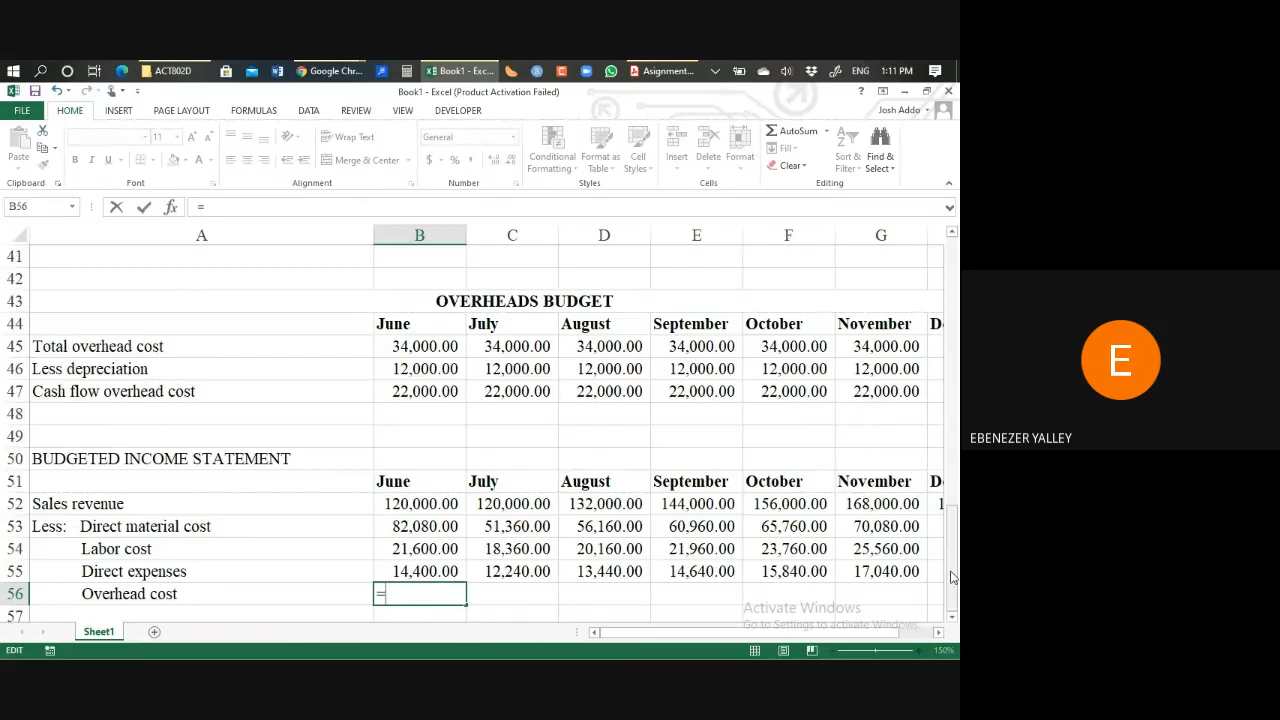 ACT802D
Google Chr...
Book1 - Exc...
Asignment...
ENG
1:11 PM
Book1 - Excel (Product Activation Failed)
?
FILE
HOME
INSERT
PAGE LAYOUT
FORMULAS
DATA
REVIEW
VIEW
DEVELOPER
Josh Addo
Paste
11
Wrap Text
General
Conditional Formatting
Format as Table
Cell Styles
Insert
Delete
Format
AutoSum
Fill
Clear
Sort & Filter
Find & Select
B I U
Merge & Center
$ % ,
Clipboard
Font
Alignment
Number
Styles
Cells
Editing
B56
fx
=
A B C D E F G
41
42
43 OVERHEADS BUDGET
44 June July August September October November D
45 Total overhead cost 34,000.00 34,000.00 34,000.00 34,000.00 34,000.00 34,000.00
46 Less depreciation 12,000.00 12,000.00 12,000.00 12,000.00 12,000.00 12,000.00
47 Cash flow overhead cost 22,000.00 22,000.00 22,000.00 22,000.00 22,000.00 22,000.00
48
49
50 BUDGETED INCOME STATEMENT
51 June July August September October November D
52 Sales revenue 120,000.00 120,000.00 132,000.00 144,000.00 156,000.00 168,000.00 1
53 Less: Direct material cost 82,080.00 51,360.00 56,160.00 60,960.00 65,760.00 70,080.00
54 Labor cost 21,600.00 18,360.00 20,160.00 21,960.00 23,760.00 25,560.00
55 Direct expenses 14,400.00 12,240.00 13,440.00 14,640.00 15,840.00 17,040.00
56 Overhead cost =
57
Activate Windows
Go to Settings to activate Windows.
Sheet1
EDIT
150%
E
EBENEZER YALLEY